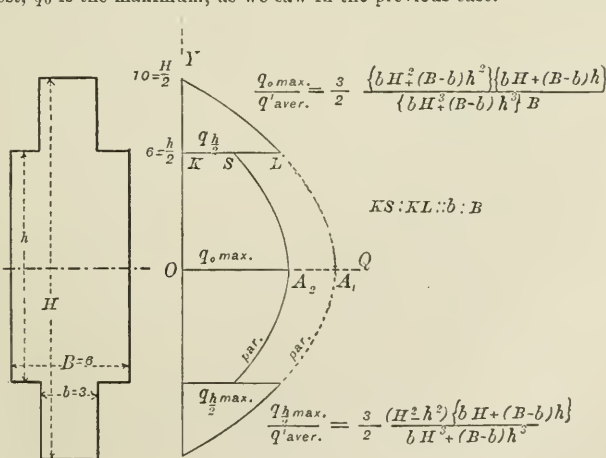 q₀ is the minimum, as we saw in the previous case.
Y
10=H/2
q₀ max./q' aver. = 3/2 {bH²+(B-b)h²}{bH+(B-b)h}/{bH³+(B-b)h³}B
6=h/2
q h/2
K S L
KS:KL::b:B
h
H
O
q₀ max.
Q
A₂ A₁
B=6
b=3
par.
par.
q h/2 max.
q h/2 max./q' aver. = 3/2 (H²-h²){bH+(B-b)h}/bH³+(B-b)h³